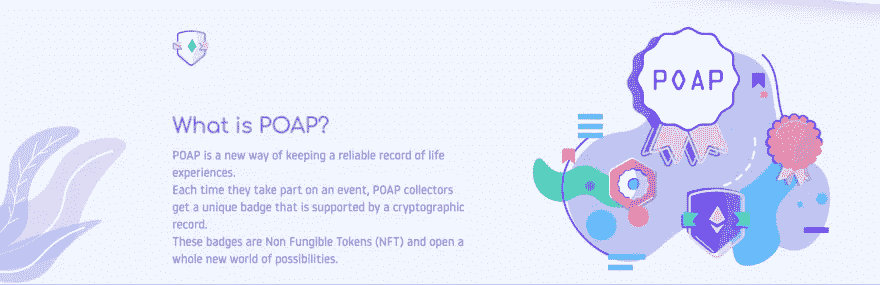 What is POAP?
POAP is a new way of keeping a reliable record of life
experiences.
Each time they take part on an event, POAP collectors
get a unique badge that is supported by a cryptographic
record.
These badges are Non Fungible Tokens (NFT) and open a
whole new world of possibilities.
POAP